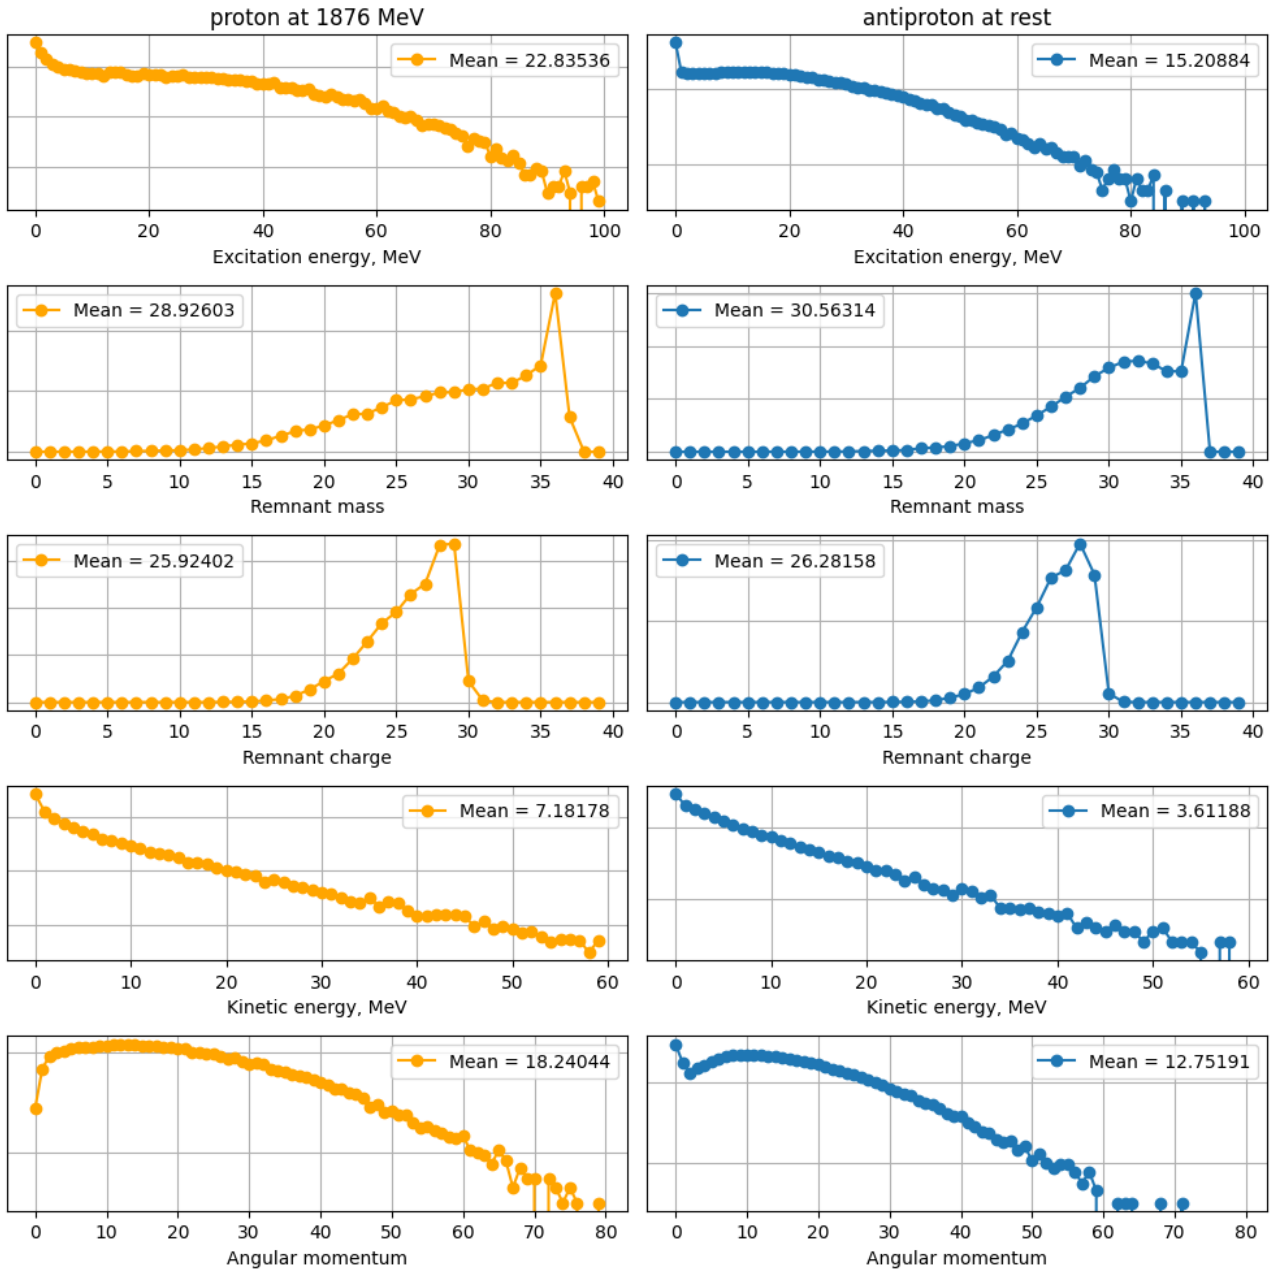 proton at 1876 MeV
antiproton at rest
Mean = 22.83536
Mean = 15.20884
0 20 40 60 80 100
0 20 40 60 80 100
Excitation energy, MeV
Excitation energy, MeV
Mean = 28.92603
Mean = 30.56314
0 5 10 15 20 25 30 35 40
0 5 10 15 20 25 30 35 40
Remnant mass
Remnant mass
Mean = 25.92402
Mean = 26.28158
0 5 10 15 20 25 30 35 40
0 5 10 15 20 25 30 35 40
Remnant charge
Remnant charge
Mean = 7.18178
Mean = 3.61188
0 10 20 30 40 50 60
0 10 20 30 40 50 60
Kinetic energy, MeV
Kinetic energy, MeV
Mean = 18.24044
Mean = 12.75191
0 10 20 30 40 50 60 70 80
0 10 20 30 40 50 60 70 80
Angular momentum
Angular momentum